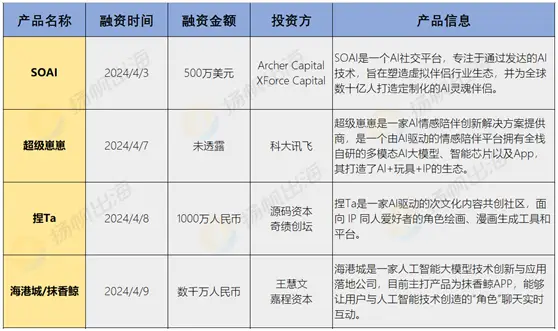 产品名称 融资时间 融资金额 投资方 产品信息
SOAI 2024/4/3 500万美元 Archer Capital
XForce Capital
SOAI是一个AI社交平台，专注于通过发达的AI
技术，旨在塑造虚拟伴侣行业生态，并为全球
数十亿人打造定制化的AI灵魂伴侣。
超级崽崽 2024/4/7 未透露 科大讯飞
超级崽崽是一家AI情感陪伴创新解决方案提供
商，是一个由AI驱动的情感陪伴平台拥有全栈
自研的多模态AI大模型、智能芯片以及App，
其打造了AI+玩具+IP的生态。
捏Ta 2024/4/8 1000万人民币 源码资本
奇绩创坛
捏Ta是一家AI驱动的次文化内容共创社区，面
向 IP 同人爱好者的角色绘画、漫画生成工具和
平台。
海港城/抹香鲸 2024/4/9 数千万人民币 王慧文
嘉程资本
海港城是一家人工智能大模型技术创新与应用
落地公司，目前主打产品为抹香鲸APP，能够
让用户与人工智能技术创造的“角色”聊天实时
互动。
扬帆出海